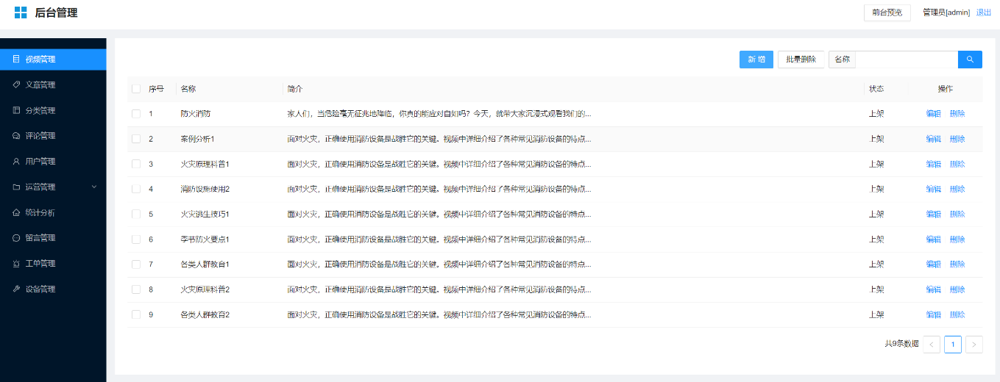 后台管理
前台预览 管理员[admin] 退出
视频管理
文章管理
分类管理
评论管理
用户管理
运营管理
统计分析
留言管理
工单管理
设备管理
新 增 批量删除 名称
序号 名称 简介 状态 操作
1 防火消防 家人们，当危险毫无征兆地降临，你真的能应对自如吗？今天，就带大家沉浸式观看我们的... 上架 编辑 删除
2 案例分析1 面对火灾，正确使用消防设备是战胜它的关键。视频中详细介绍了各种常见消防设备的特点... 上架 编辑 删除
3 火灾原理科普1 面对火灾，正确使用消防设备是战胜它的关键。视频中详细介绍了各种常见消防设备的特点... 上架 编辑 删除
4 消防设施使用2 面对火灾，正确使用消防设备是战胜它的关键。视频中详细介绍了各种常见消防设备的特点... 上架 编辑 删除
5 火灾逃生技巧1 面对火灾，正确使用消防设备是战胜它的关键。视频中详细介绍了各种常见消防设备的特点... 上架 编辑 删除
6 季节防火要点1 面对火灾，正确使用消防设备是战胜它的关键。视频中详细介绍了各种常见消防设备的特点... 上架 编辑 删除
7 各类人群教育1 面对火灾，正确使用消防设备是战胜它的关键。视频中详细介绍了各种常见消防设备的特点... 上架 编辑 删除
8 火灾原理科普2 面对火灾，正确使用消防设备是战胜它的关键。视频中详细介绍了各种常见消防设备的特点... 上架 编辑 删除
9 各类人群教育2 面对火灾，正确使用消防设备是战胜它的关键。视频中详细介绍了各种常见消防设备的特点... 上架 编辑 删除
共9条数据 1